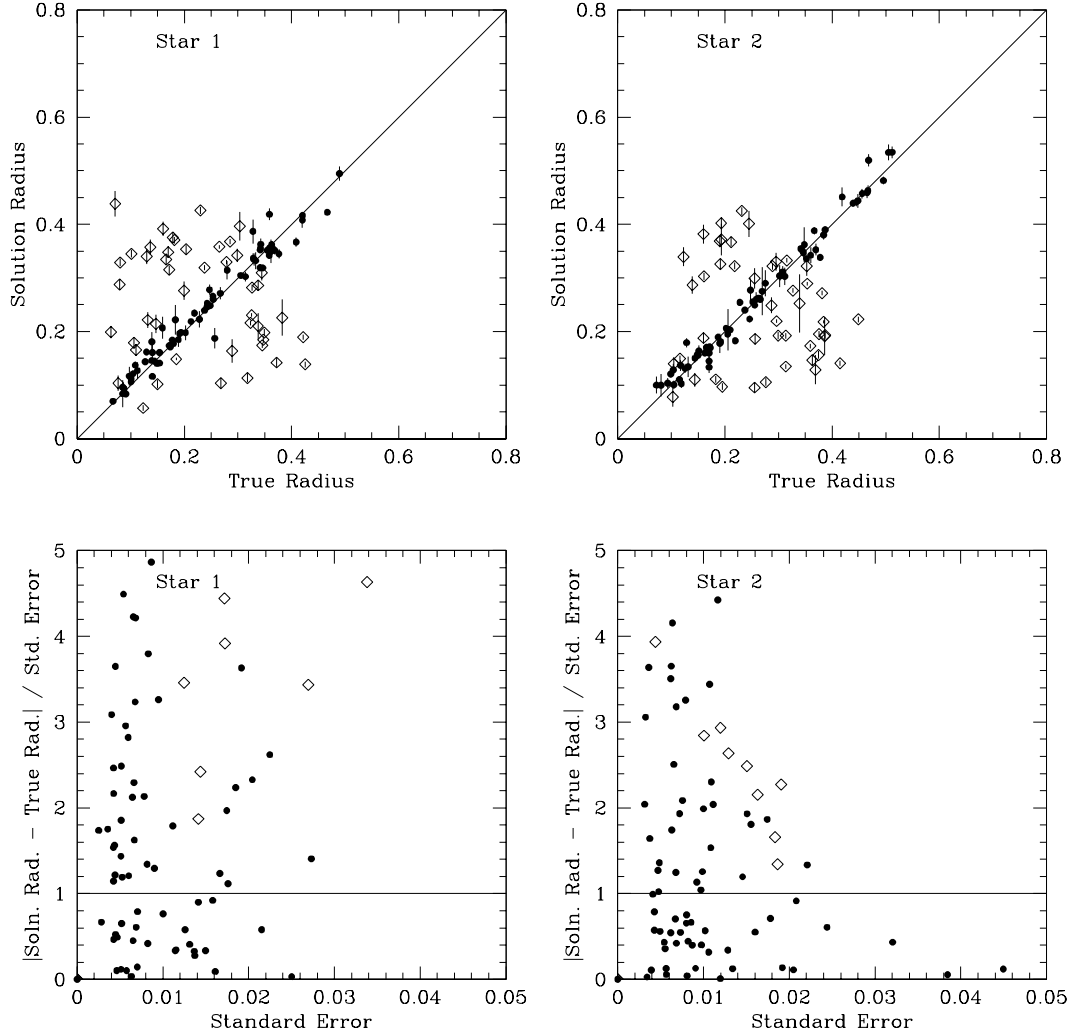 0.8
0.6
0.4
0.2
0
Star 1
Solution Radius
0 0.2 0.4 0.6 0.8
True Radius
0.8
0.6
0.4
0.2
0
Star 2
Solution Radius
0 0.2 0.4 0.6 0.8
True Radius
5
4
3
2
1
0
Star 1
|Soln. Rad. - True Rad.| / Std. Error
0 0.01 0.02 0.03 0.04 0.05
Standard Error
5
4
3
2
1
0
Star 2
|Soln. Rad. - True Rad.| / Std. Error
0 0.01 0.02 0.03 0.04 0.05
Standard Error